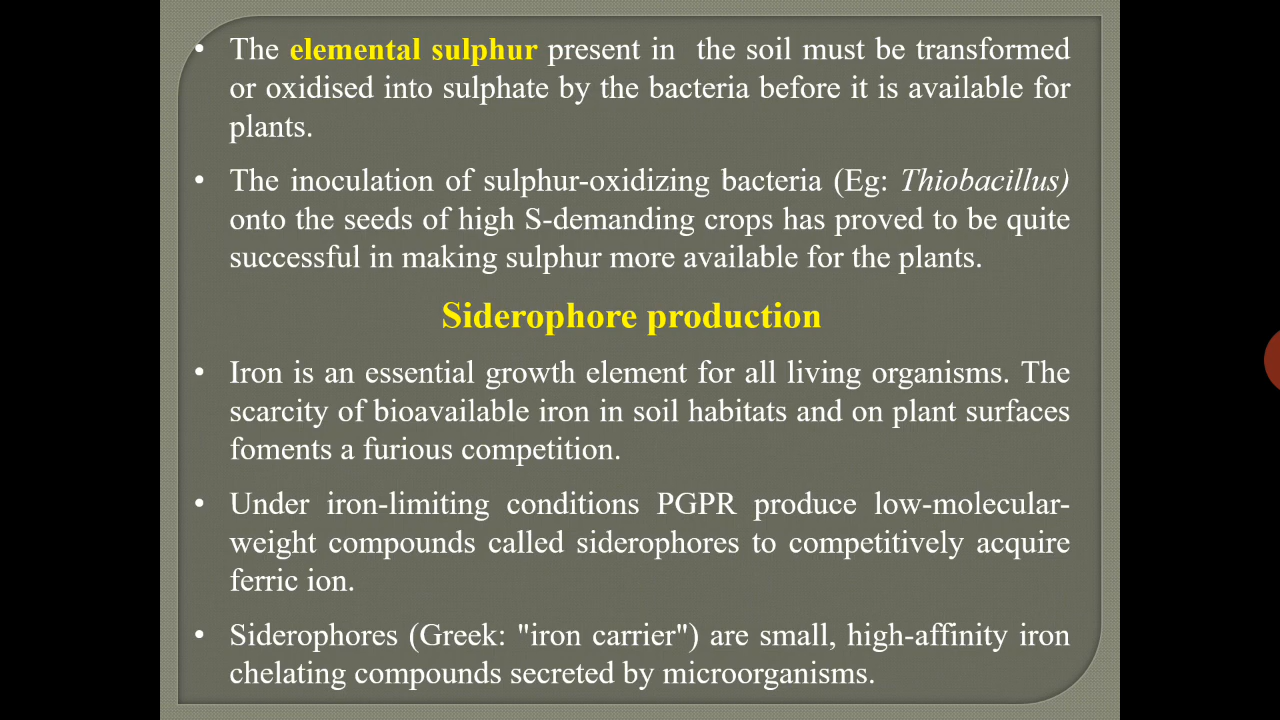 • The elemental sulphur present in the soil must be transformed
or oxidised into sulphate by the bacteria before it is available for
plants.
• The inoculation of sulphur-oxidizing bacteria (Eg: Thiobacillus)
onto the seeds of high S-demanding crops has proved to be quite
successful in making sulphur more available for the plants.
Siderophore production
• Iron is an essential growth element for all living organisms. The
scarcity of bioavailable iron in soil habitats and on plant surfaces
foments a furious competition.
• Under iron-limiting conditions PGPR produce low-molecular-
weight compounds called siderophores to competitively acquire
ferric ion.
• Siderophores (Greek: "iron carrier") are small, high-affinity iron
chelating compounds secreted by microorganisms.